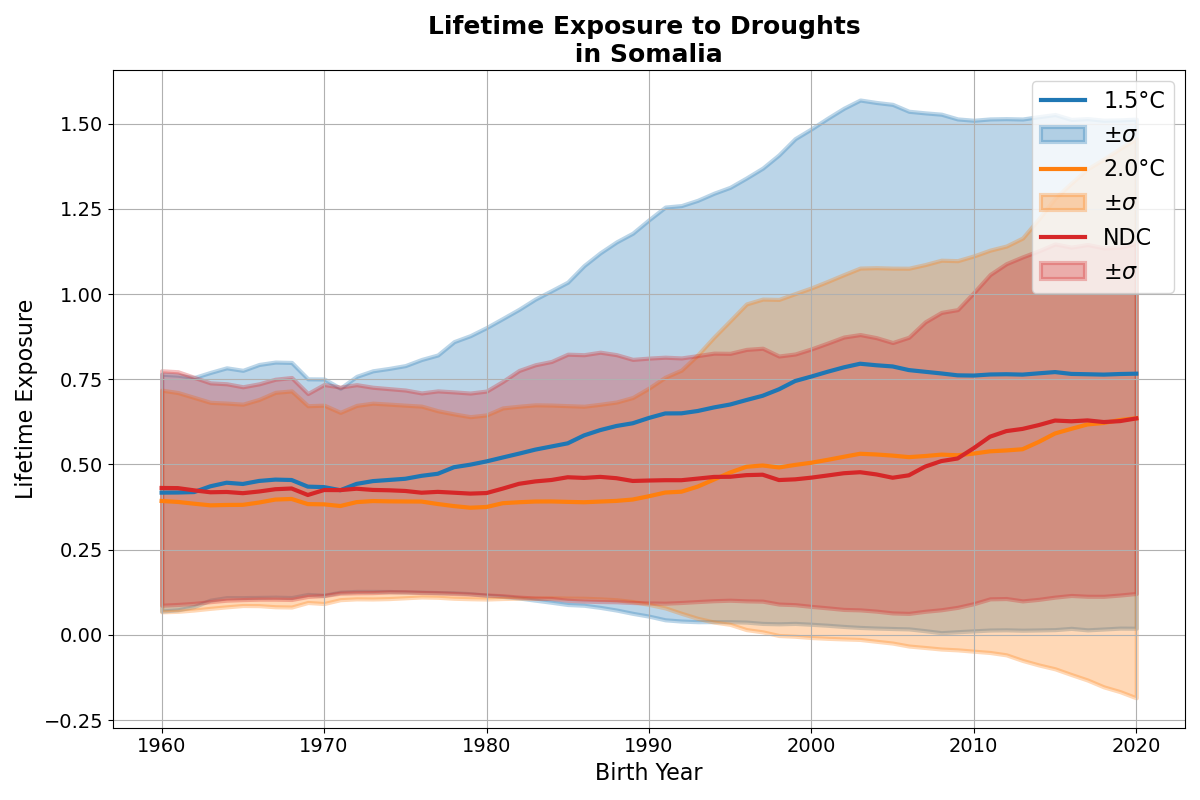 Lifetime Exposure to Droughts
in Somalia
1.50
1.25
1.00
0.75
0.50
0.25
0.00
−0.25
Lifetime Exposure
1960
1970
1980
1990
2000
2010
2020
Birth Year
1.5°C
±σ
2.0°C
±σ
NDC
±σ